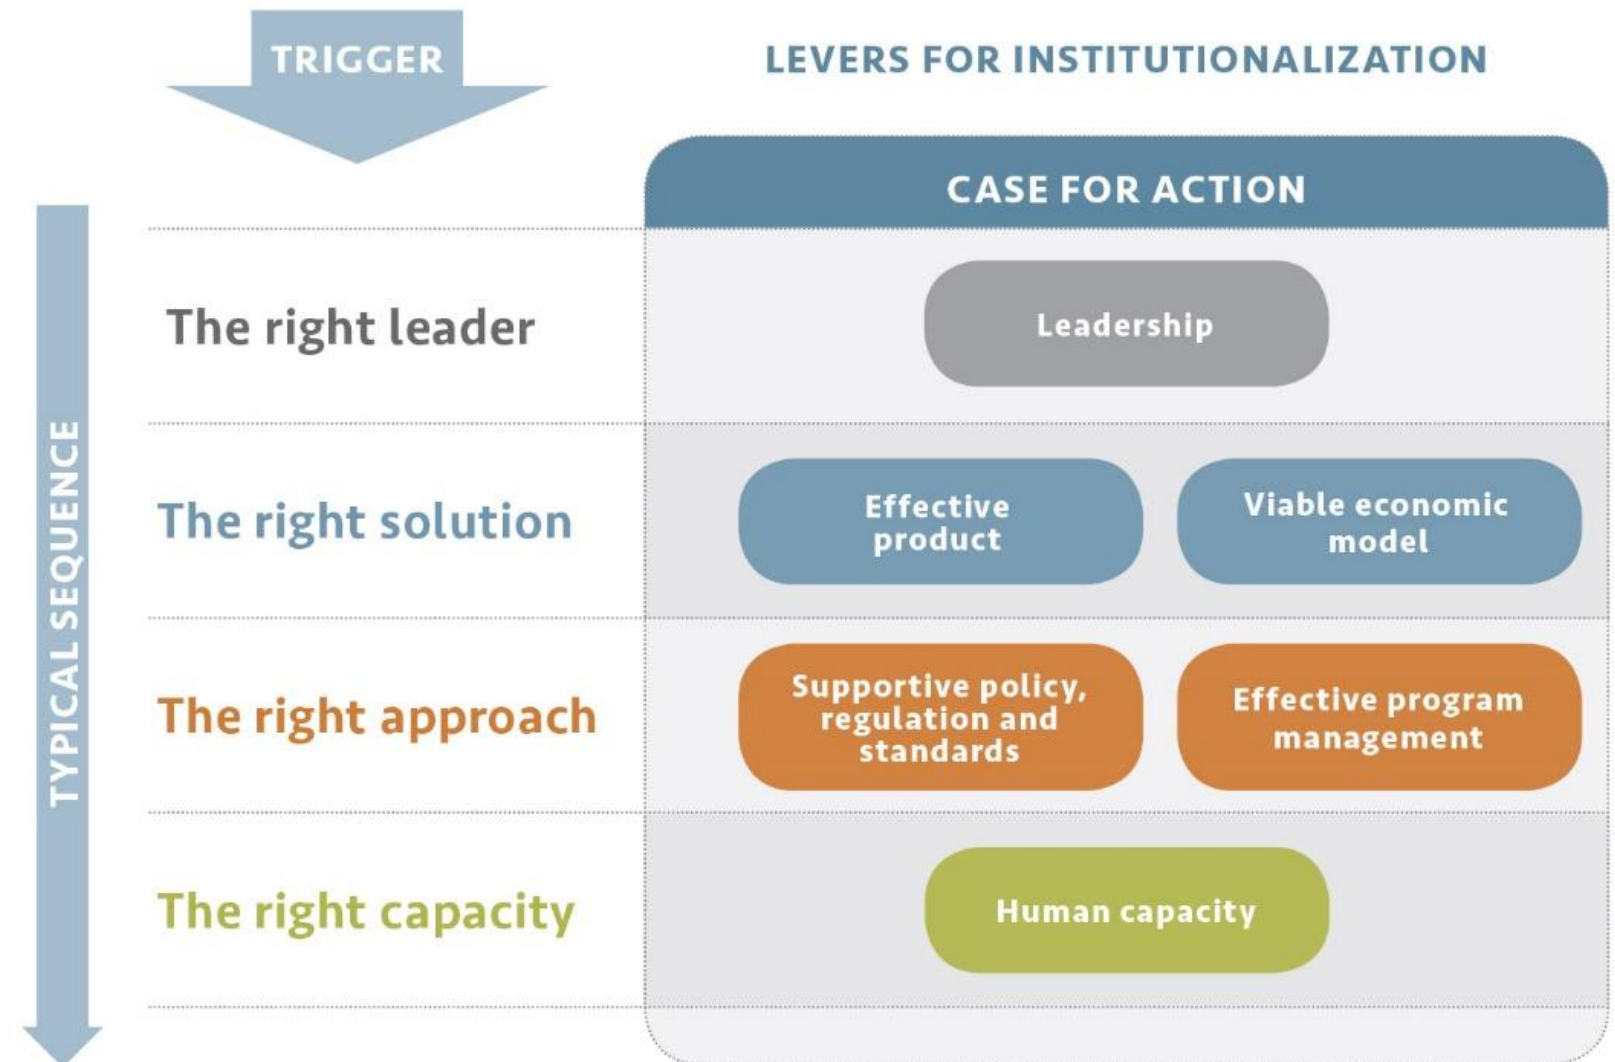 TRIGGER
LEVERS FOR INSTITUTIONALIZATION
CASE FOR ACTION
TYPICAL SEQUENCE
The right leader
Leadership
The right solution
Effective
product
Viable economic
model
The right approach
Supportive policy,
regulation and
standards
Effective program
management
The right capacity
Human capacity